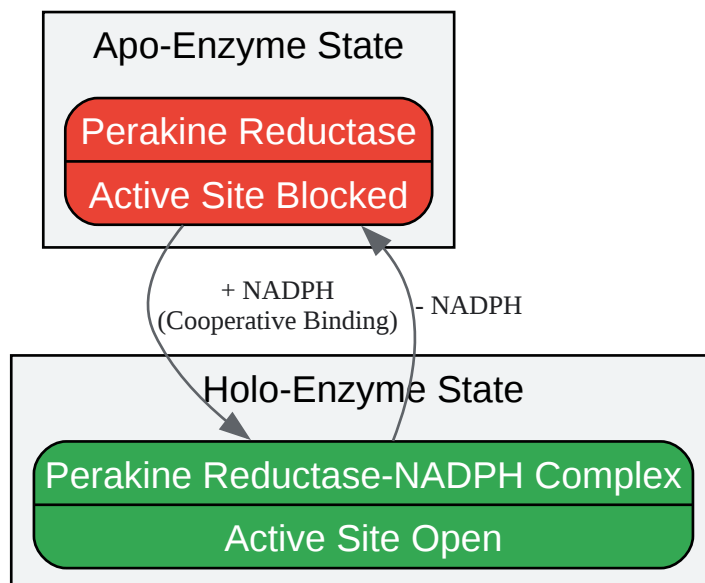 Apo-Enzyme State
Perakine Reductase
Active Site Blocked
+ NADPH
(Cooperative Binding)
- NADPH
Holo-Enzyme State
Perakine Reductase-NADPH Complex
Active Site Open